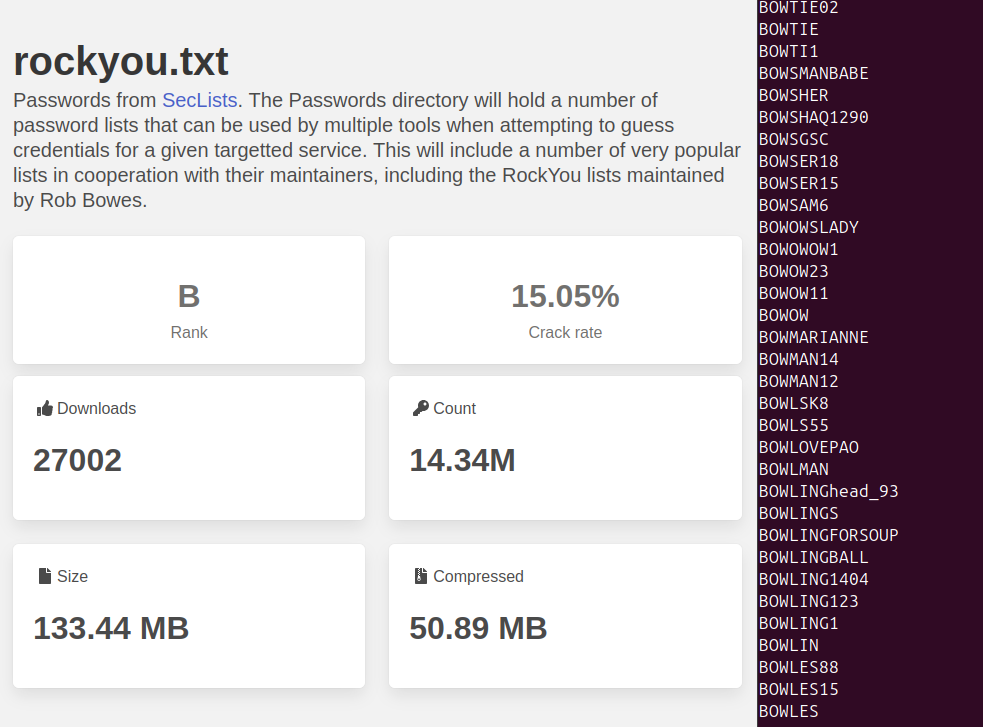 rockyou.txt
Passwords from SecLists. The Passwords directory will hold a number of
password lists that can be used by multiple tools when attempting to guess
credentials for a given targetted service. This will include a number of very popular
lists in cooperation with their maintainers, including the RockYou lists maintained
by Rob Bowes.
B
Rank
15.05%
Crack rate
Downloads
27002
Count
14.34M
Size
133.44 MB
Compressed
50.89 MB
BOWTIE02
BOWTIE
BOWTI1
BOWSMANBABE
BOWSHER
BOWSHAQ1290
BOWSGSC
BOWSER18
BOWSER15
BOWSAM6
BOWOWSLADY
BOWOWOW1
BOWOW23
BOWOW11
BOWOW
BOWMARIANNE
BOWMAN14
BOWMAN12
BOWLSK8
BOWLS55
BOWLOVEPAO
BOWLMAN
BOWLINGhead_93
BOWLINGS
BOWLINGFORSOUP
BOWLINGBALL
BOWLING1404
BOWLING123
BOWLING1
BOWLIN
BOWLES88
BOWLES15
BOWLES